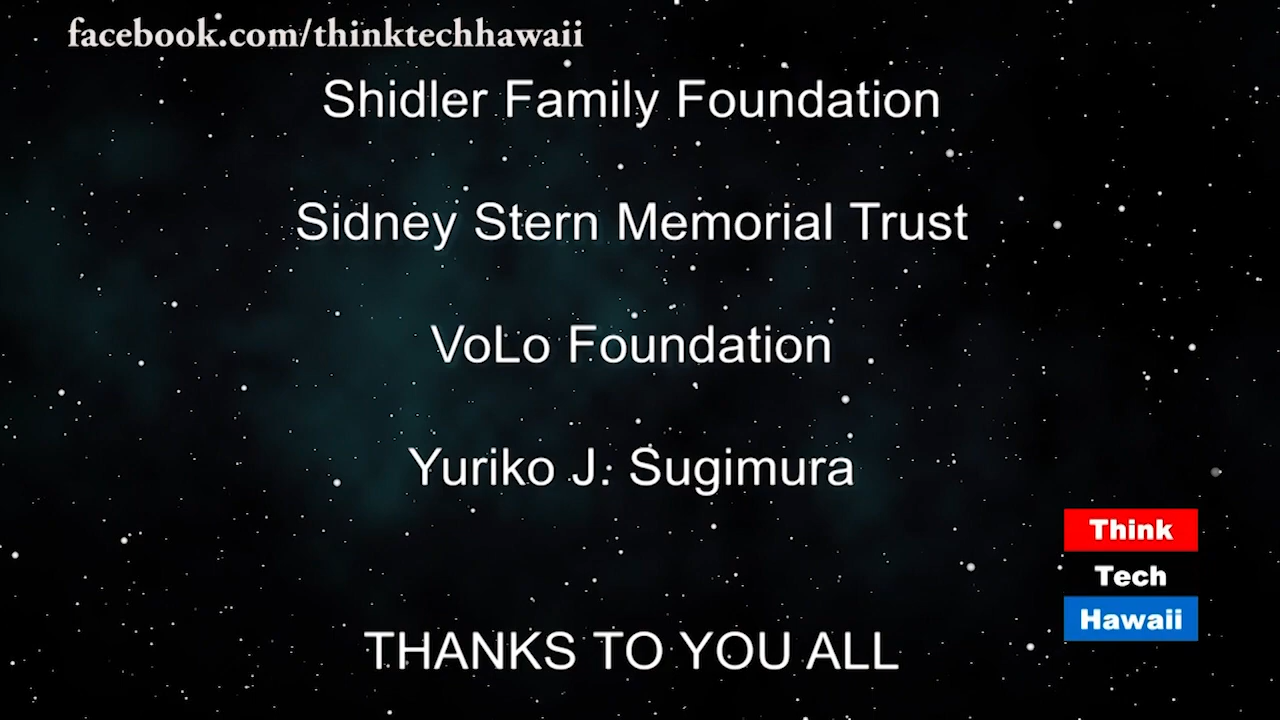 facebook.com/thinktechhawaii
Shidler Family Foundation
Sidney Stern Memorial Trust
VoLo Foundation
Yuriko J. Sugimura
Think
Tech
Hawaii
THANKS TO YOU ALL